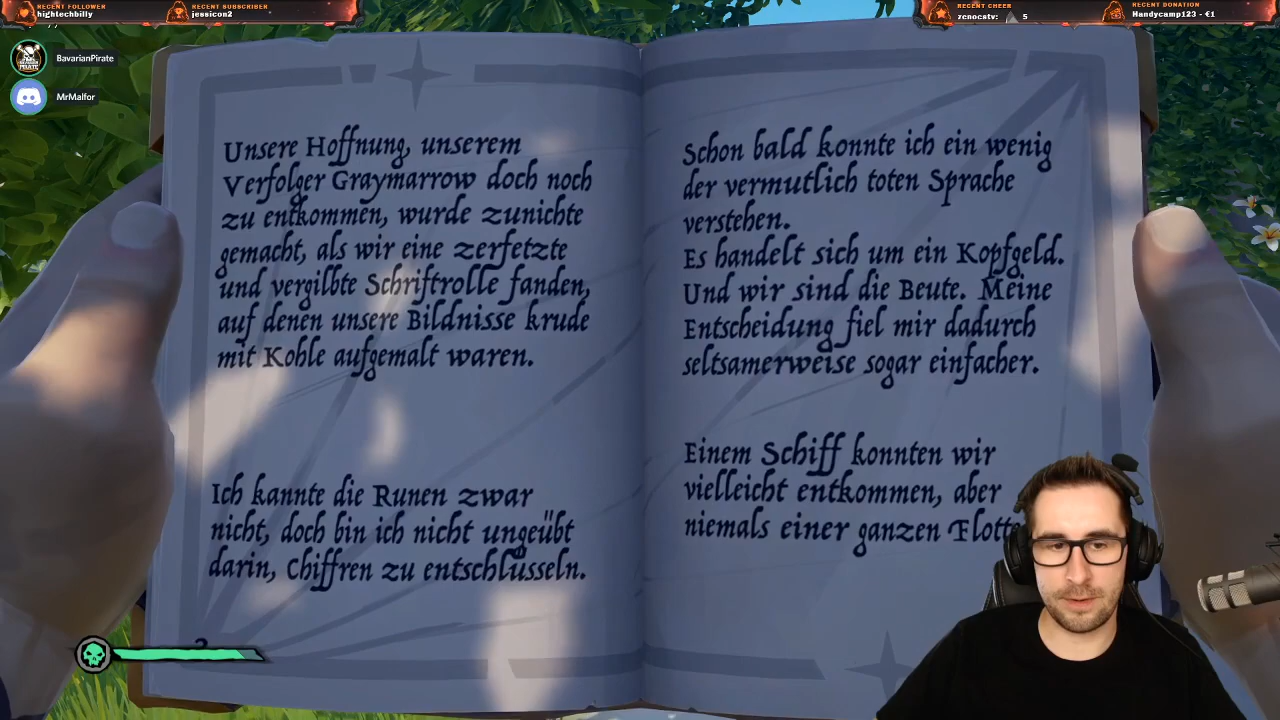 RECENT FOLLOWER
hightechbilly
RECENT SUBSCRIBER
jessicon2
RECENT CHEER
zenocstv: 5
RECENT DONATION
Handycamp123 - €1
BavarianPirate
MrMalfor
Unsere Hoffnung, unserem
Verfolger Graymarrow doch noch
zu entkommen, wurde zunichte
gemacht, als wir eine zerfetzte
und vergilbte Schriftrolle fanden,
auf denen unsere Bildnisse krude
mit Kohle aufgemalt waren.
Ich kannte die Runen zwar
nicht, doch bin ich nicht ungeübt
darin, Chiffren zu entschlüsseln.
Schon bald konnte ich ein wenig
der vermutlich toten Sprache
verstehen.
Es handelt sich um ein Kopfgeld.
Und wir sind die Beute. Meine
Entscheidung fiel mir dadurch
seltsamerweise sogar einfacher.
Einem Schiff konnten wir
vielleicht entkommen, aber
niemals einer ganzen